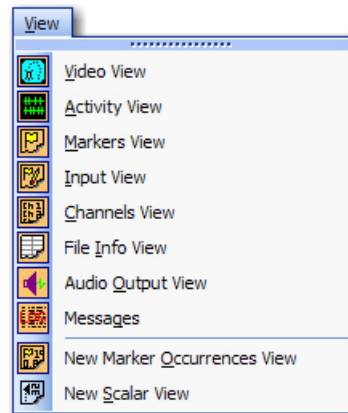 View
Video View
Activity View
Markers View
Input View
Channels View
File Info View
Audio Output View
Messages
New Marker Occurrences View
New Scalar View